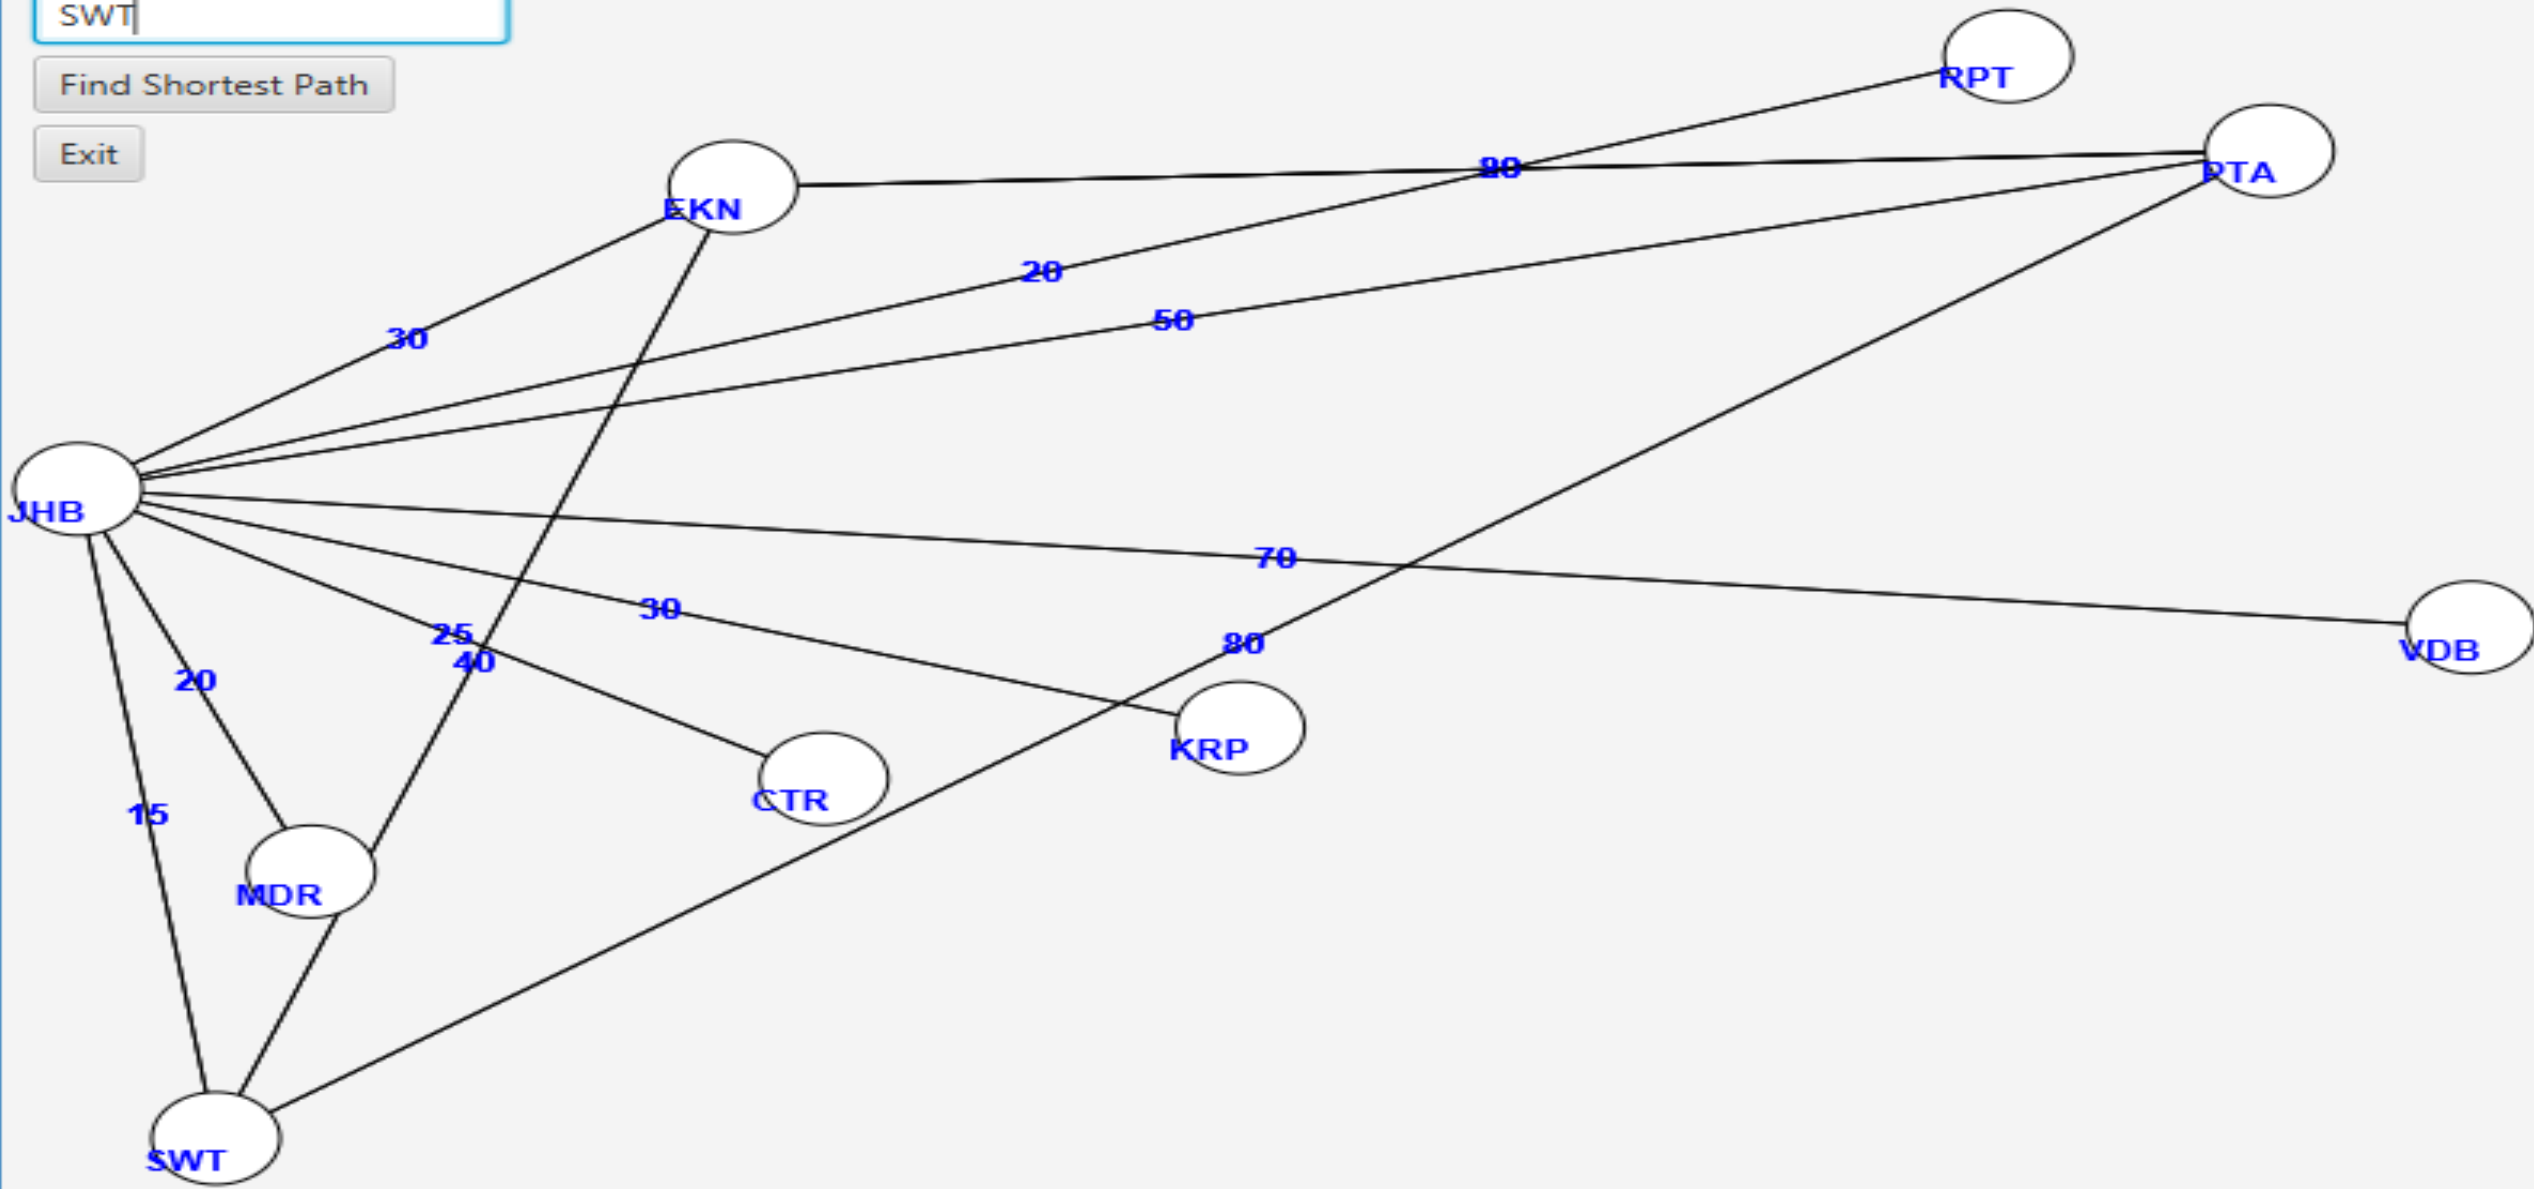 SWT
Find Shortest Path
Exit
RPT
PTA
EKN
20
50
30
JHB
70
30
25
40
80
20
VDB
KRP
CTR
15
MDR
SWT